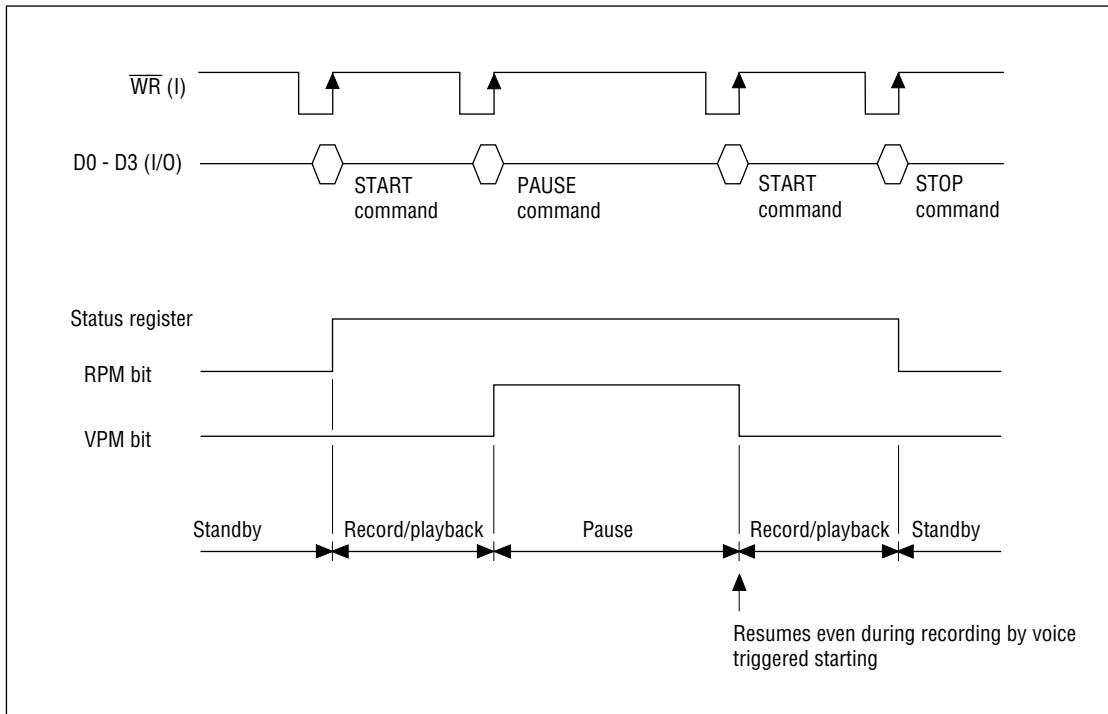 WR (I)
D0 - D3 (I/O)
START
command
PAUSE
command
START
command
STOP
command
Status register
RPM bit
VPM bit
Standby
Record/playback
Pause
Record/playback
Standby
Resumes even during recording by voice
triggered starting